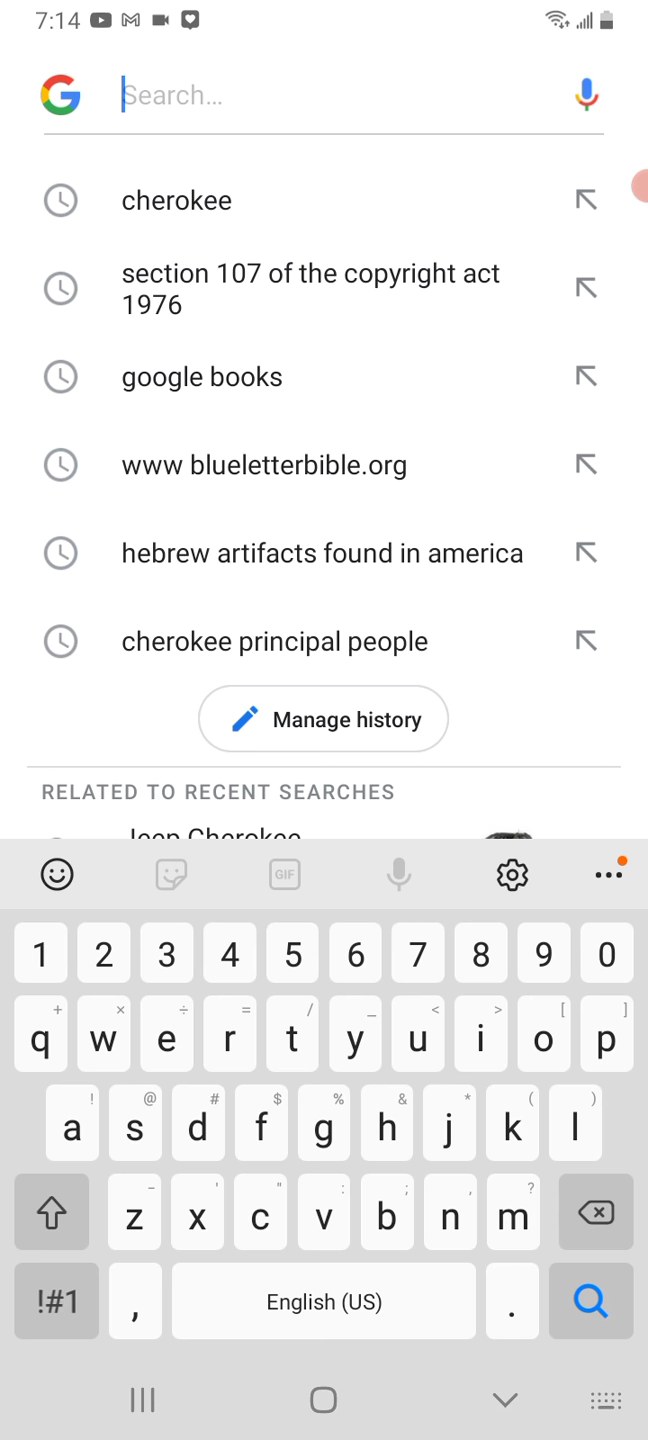 7:14
Search...
cherokee
section 107 of the copyright act
1976
google books
www blueletterbible.org
hebrew artifacts found in america
cherokee principal people
Manage history
RELATED TO RECENT SEARCHES
Jeep Cherokee
GIF
1 2 3 4 5 6 7 8 9 0
+ × ÷ = / _ < > [ ]
q w e r t y u i o p
! @ # $ % & * ( )
a s d f g h j k l
- ' " : ; , ?
z x c v b n m
!#1 , English (US) .